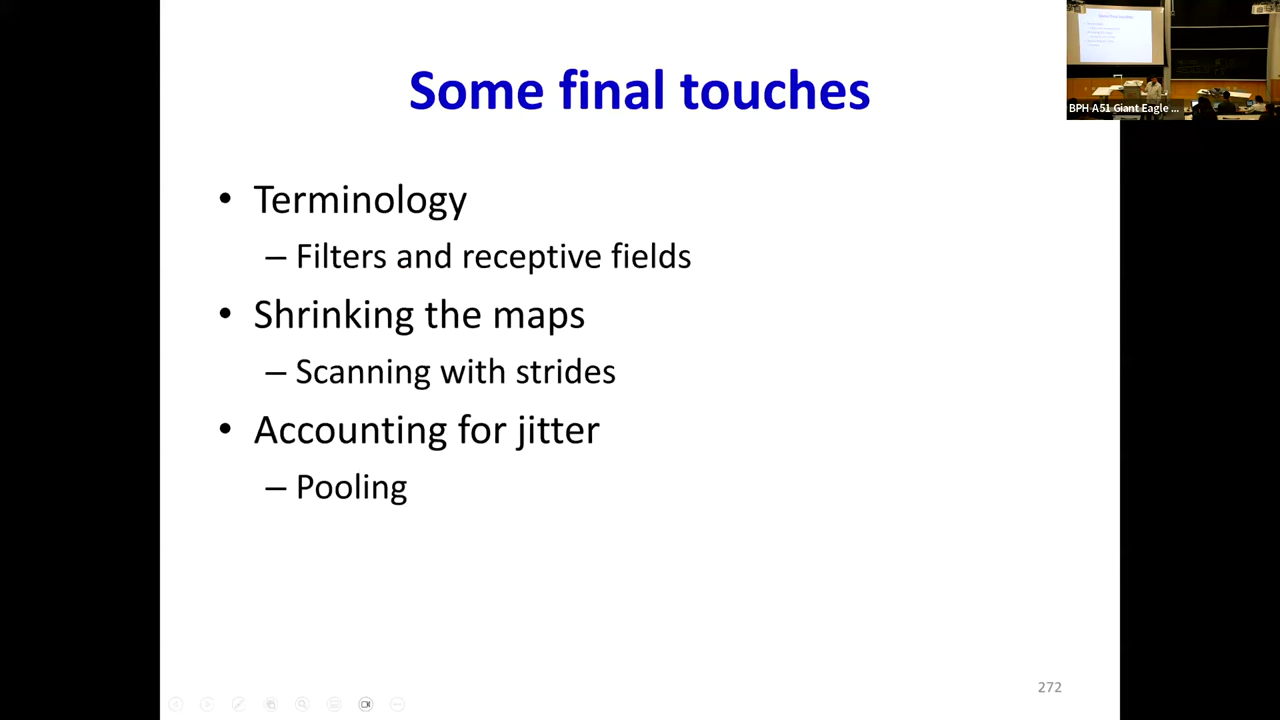 Some final touches
• Terminology
– Filters and receptive fields
• Shrinking the maps
– Scanning with strides
• Accounting for jitter
– Pooling
272
BPH A51 Giant Eagle ...